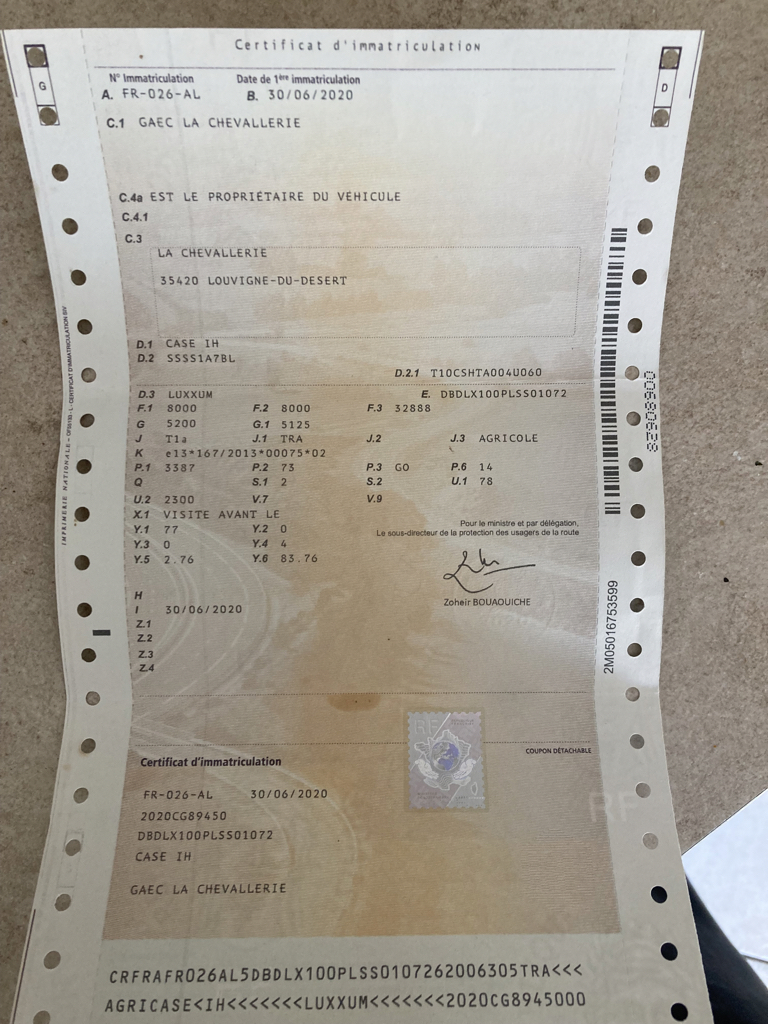 Certificat d'immatriculation
G
D
N° Immatriculation Date de 1ère immatriculation
A. FR-026-AL B. 30/06/2020
C.1 GAEC LA CHEVALLERIE
C.4a EST LE PROPRIÉTAIRE DU VÉHICULE
C.4.1
C.3
LA CHEVALLERIE
35420 LOUVIGNE-DU-DESERT
D.1 CASE IH
D.2 SSSS1A7BL
D.2.1 T10CSHTA004U060
D.3 LUXXUM E. DBDLX100PLSS01072
F.1 8000 F.2 8000 F.3 32888
G 5200 G.1 5125
J T1a J.1 TRA J.2 J.3 AGRICOLE
K e13*167/2013*00075*02
P.1 3387 P.2 73 P.3 GO P.6 14
Q S.1 2 S.2 U.1 78
U.2 2300 V.7 V.9
X.1 VISITE AVANT LE
Y.1 77 Y.2 0
Y.3 0 Y.4 4
Y.5 2.76 Y.6 83.76
Pour le ministre et par délégation,
Le sous-directeur de la protection des usagers de la route
Zoheir BOUAOUICHE
H
I 30/06/2020
Z.1
Z.2
Z.3
Z.4
COUPON DÉTACHABLE
RF
Certificat d'immatriculation
FR-026-AL 30/06/2020
2020CG89450
DBDLX100PLSS01072
CASE IH
GAEC LA CHEVALLERIE
RF
CRFRAFR026AL5DBDLX100PLSS0107262006305TRA<<<
AGRICASE<IH<<<<<<<LUXXUM<<<<<<<2020CG8945000
2M05016753599